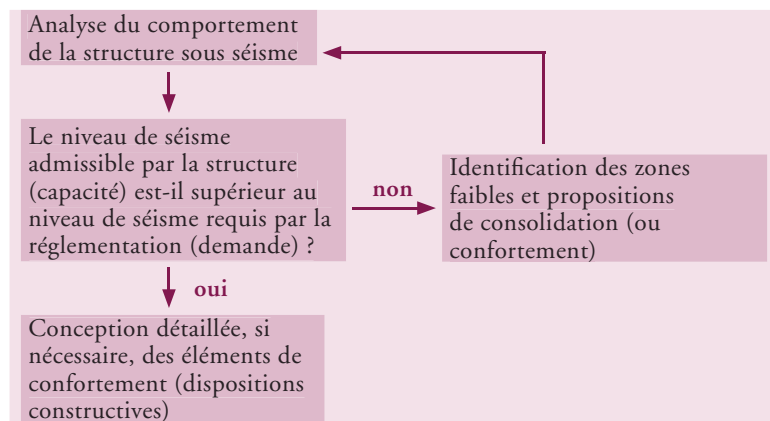 Analyse du comportement
de la structure sous séisme
Le niveau de séisme
admissible par la structure
(capacité) est-il supérieur au
niveau de séisme requis par la
réglementation (demande) ?
non
Identification des zones
faibles et propositions
de consolidation (ou
confortement)
oui
Conception détaillée, si
nécessaire, des éléments de
confortement (dispositions
constructives)